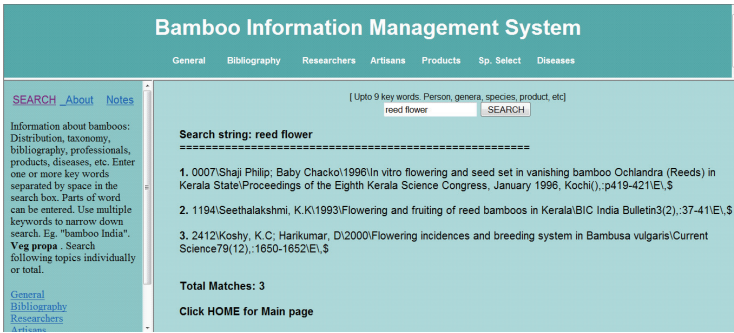 Bamboo Information Management System
General Bibliography Researchers Artisans Products Sp. Select Diseases
SEARCH _About Notes
Information about bamboos:
Distribution, taxonomy,
bibliography, professionals,
products, diseases, etc. Enter
one or more key words
separated by space in the
search box. Parts of word
can be entered. Use multiple
keywords to narrow down
search. Eg. "bamboo India".
Veg propa . Search
following topics individually
or total.
General
Bibliography
Researchers
Artisans
[ Upto 9 key words. Person, genera, species, product, etc]
reed flower SEARCH
Search string: reed flower
=====================================================
1. 0007\Shaji Philip; Baby Chacko\1996\In vitro flowering and seed set in vanishing bamboo Ochlandra (Reeds) in
Kerala State\Proceedings of the Eighth Kerala Science Congress, January 1996, Kochi(),:p419-421\E\,$
2. 1194\Seethalakshmi, K.K\1993\Flowering and fruiting of reed bamboos in Kerala\BIC India Bulletin3(2),:37-41\E\,$
3. 2412\Koshy, K.C; Harikumar, D\2000\Flowering incidences and breeding system in Bambusa vulgaris\Current
Science79(12),:1650-1652\E\,$
Total Matches: 3
Click HOME for Main page